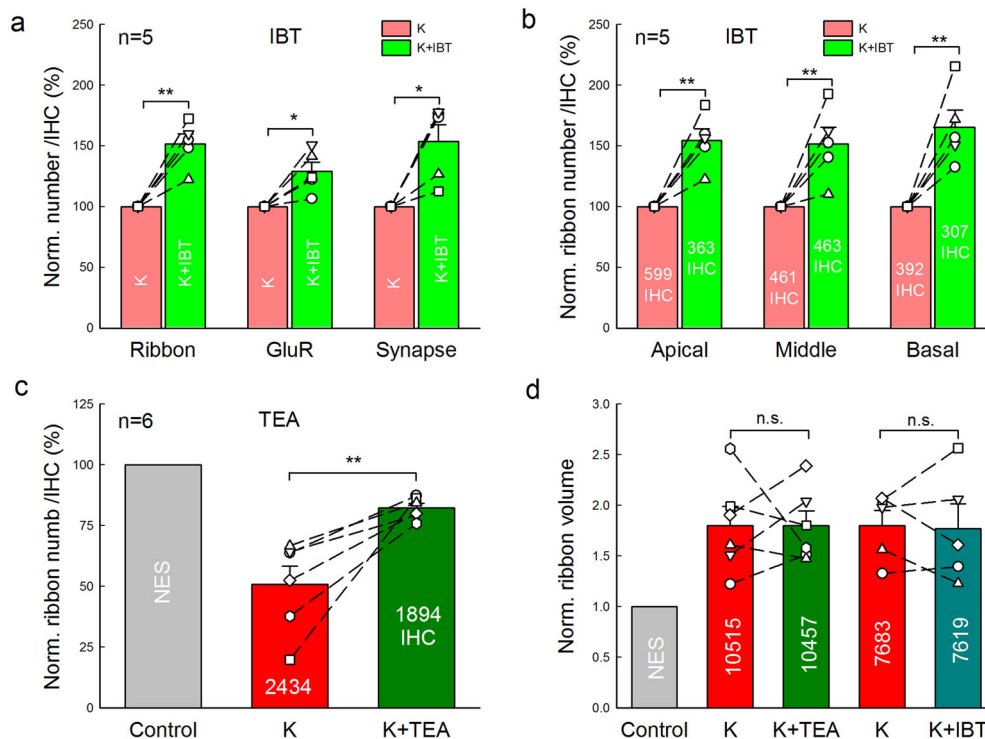 a
n=5
IBT
K
K+IBT
Norm. number /IHC (%)
250
200
150
100
50
0
**
*
*
K
K+IBT
K
K+IBT
K
K+IBT
Ribbon
GluR
Synapse
b
n=5
IBT
K
K+IBT
Norm. ribbon number /IHC (%)
250
200
150
100
50
0
**
**
**
599
IHC
363
IHC
461
IHC
463
IHC
392
IHC
307
IHC
Apical
Middle
Basal
c
n=6
TEA
Norm. ribbon numb /IHC (%)
125
100
75
50
25
0
**
NES
2434
1894
IHC
Control
K
K+TEA
d
Norm. ribbon volume
3.0
2.5
2.0
1.5
1.0
0.5
0.0
n.s.
n.s.
NES
10515
10457
7683
7619
Control
K
K+TEA
K
K+IBT